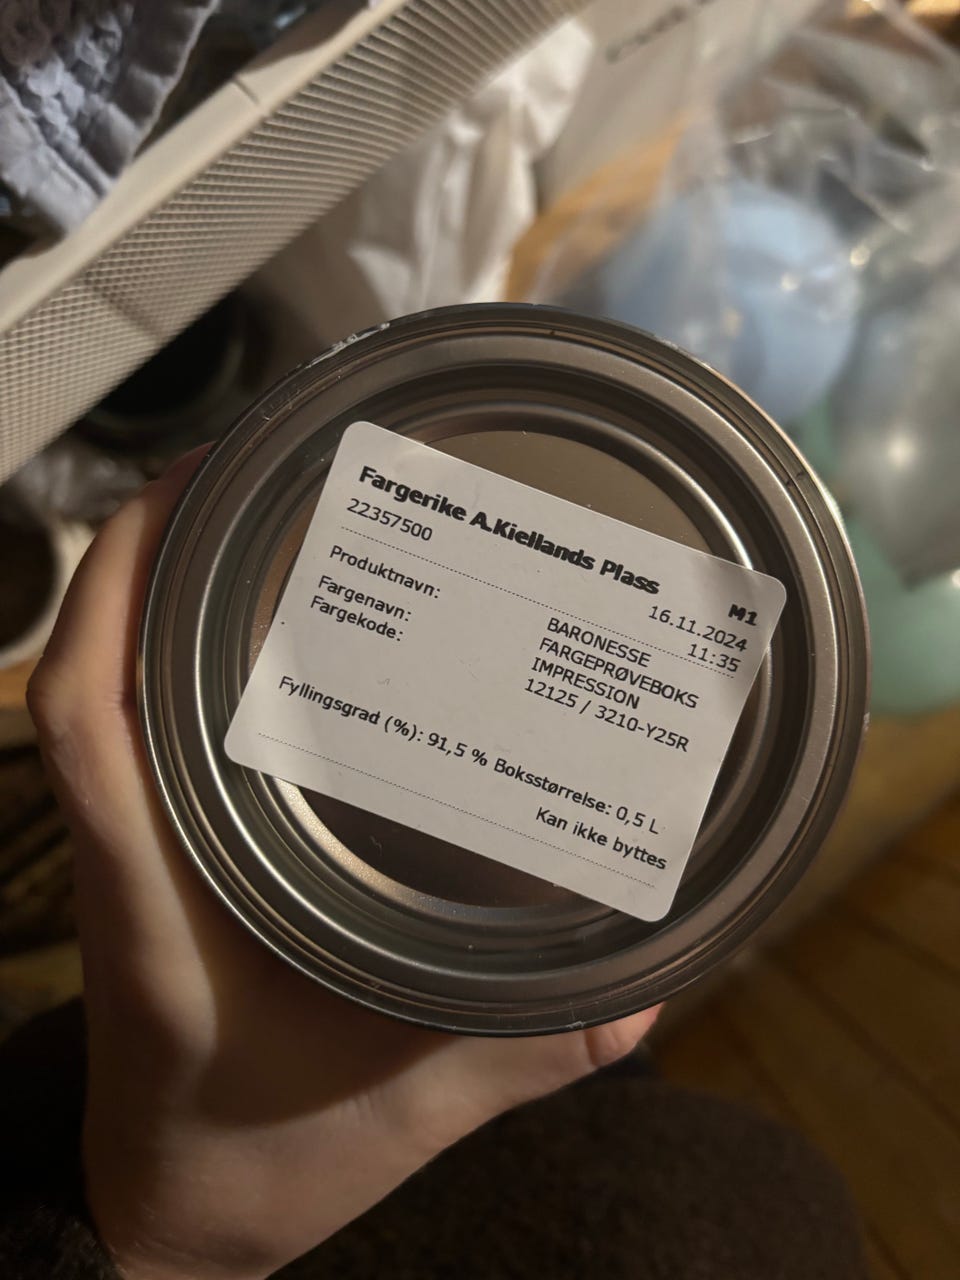 Fargerike A.Kiellands Plass M1
22357500 16.11.2024
11:35
Produktnavn: BARONESSE
FARGEPRØVEBOKS
Fargenavn: IMPRESSION
Fargekode: 12125 / 3210-Y25R
Fyllingsgrad (%): 91,5 % Boksstørrelse: 0,5 L
Kan ikke byttes